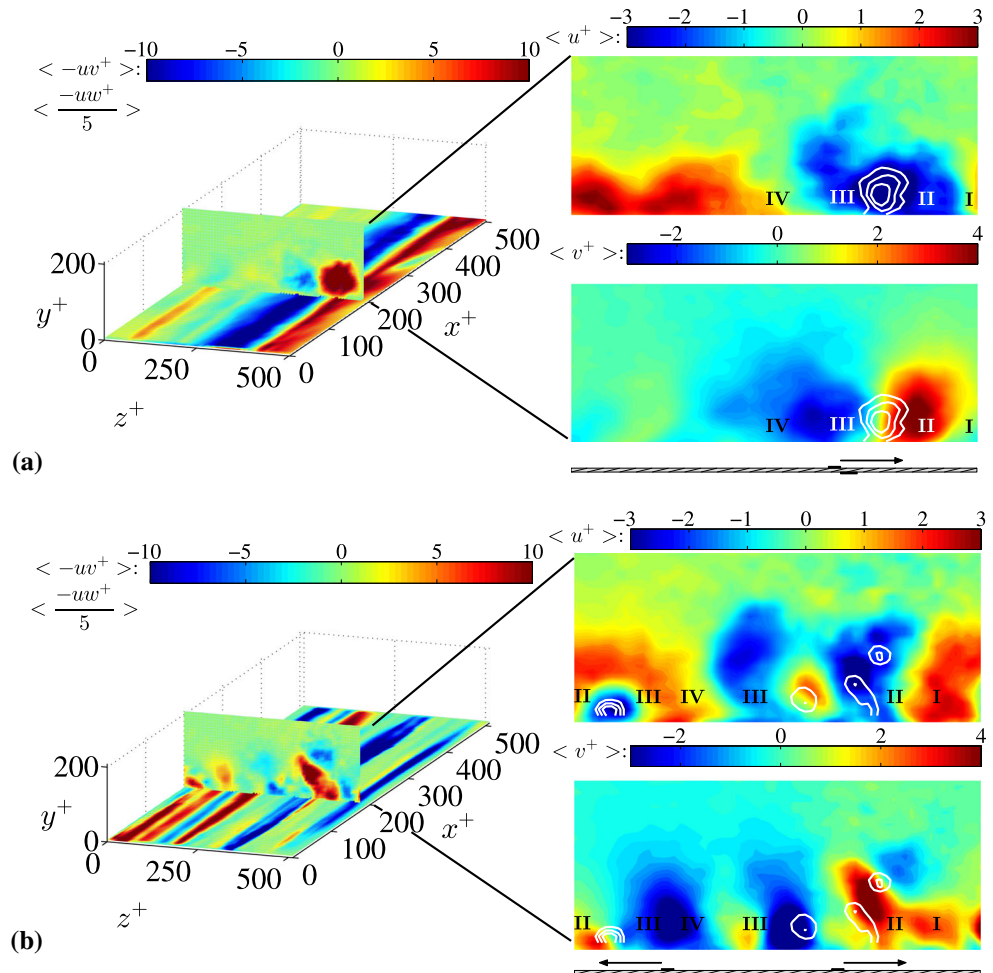 < u⁺ >: −3 −2 −1 0 1 2 3
< −uv⁺ >: −10 −5 0 5 10
< −uw⁺/5 >
IV III II I
200
y⁺
0
0 250 500
z⁺
0 100 200 300 400 500
x⁺
< v⁺ >: −2 0 2 4
IV III II I
(a)
< u⁺ >: −3 −2 −1 0 1 2 3
< −uv⁺ >: −10 −5 0 5 10
< −uw⁺/5 >
II III IV III II I
200
y⁺
0
0 250 500
z⁺
0 100 200 300 400 500
x⁺
< v⁺ >: −2 0 2 4
II III IV III II I
(b)